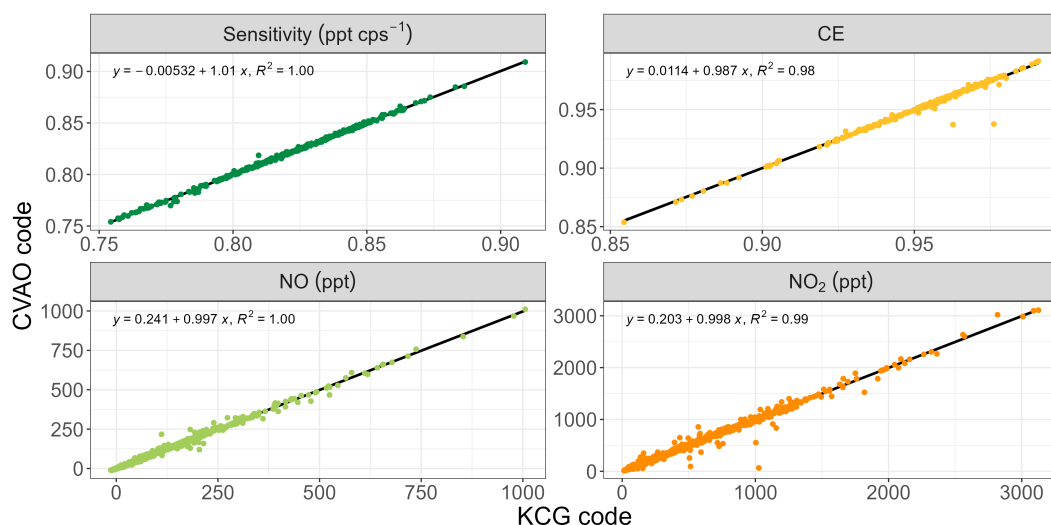 Sensitivity (ppt cps⁻¹)
y = − 0.00532 + 1.01 x, R² = 1.00
0.90
0.85
0.80
0.75
0.75 0.80 0.85 0.90
CE
y = 0.0114 + 0.987 x, R² = 0.98
0.95
0.90
0.85
0.85 0.90 0.95
NO (ppt)
y = 0.241 + 0.997 x, R² = 1.00
1000
750
500
250
0
0 250 500 750 1000
NO₂ (ppt)
y = 0.203 + 0.998 x, R² = 0.99
3000
2000
1000
0
0 1000 2000 3000
CVAO code
KCG code